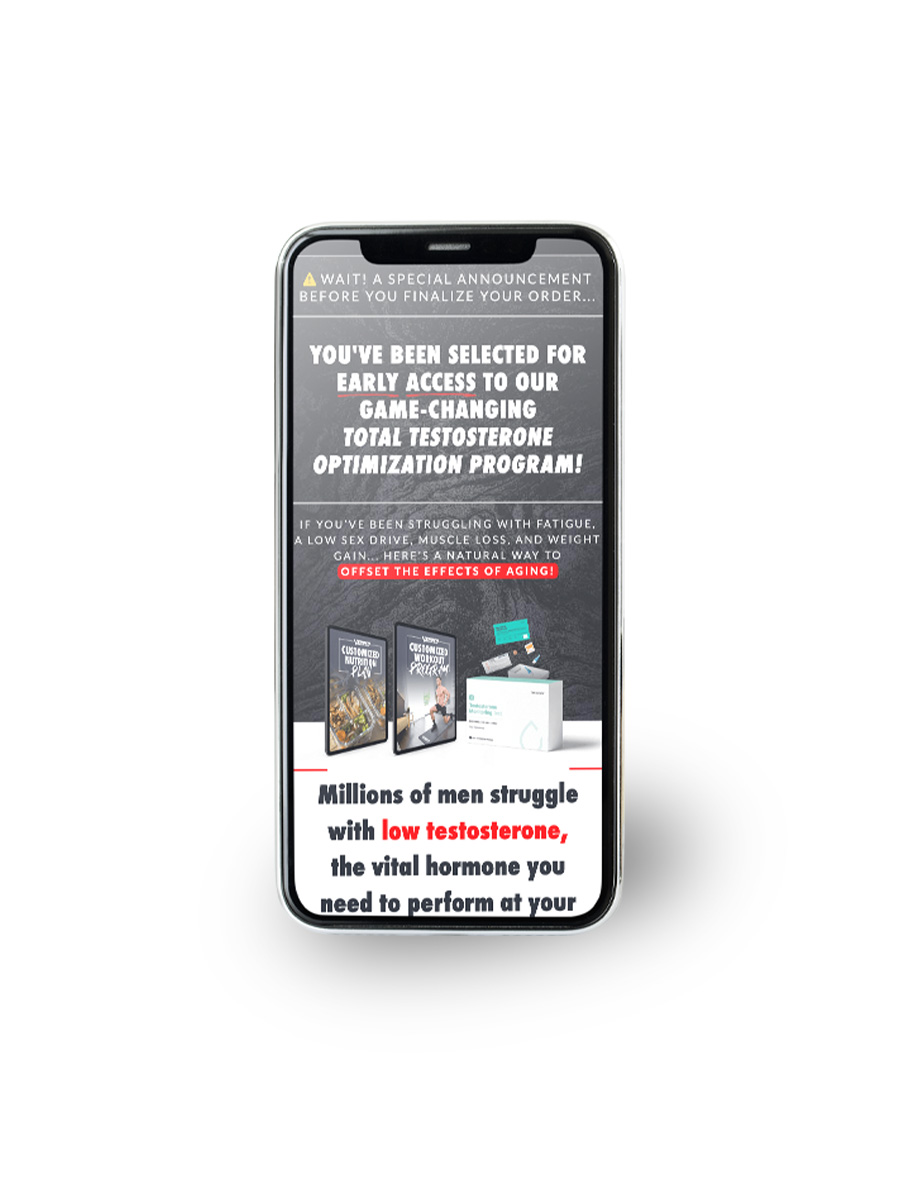 ⚠ WAIT! A SPECIAL ANNOUNCEMENT
BEFORE YOU FINALIZE YOUR ORDER...
YOU'VE BEEN SELECTED FOR
EARLY ACCESS TO OUR
GAME-CHANGING
TOTAL TESTOSTERONE
OPTIMIZATION PROGRAM!
IF YOU'VE BEEN STRUGGLING WITH FATIGUE,
A LOW SEX DRIVE, MUSCLE LOSS, AND WEIGHT
GAIN... HERE'S A NATURAL WAY TO
OFFSET THE EFFECTS OF AGING!
CUSTOMIZED
NUTRITION
PLAN
CUSTOMIZED
WORKOUT
PROGRAM
Testosterone
Millions of men struggle
with low testosterone,
the vital hormone you
need to perform at your